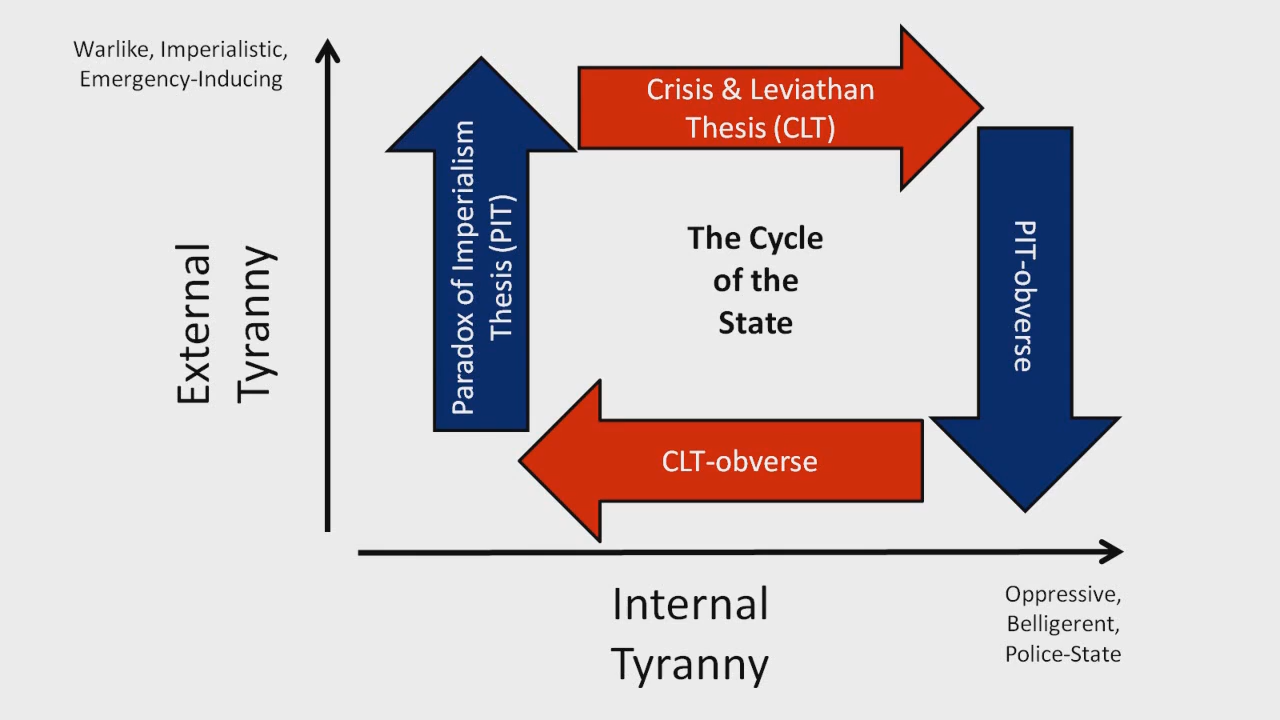 Warlike, Imperialistic,
Emergency-Inducing
External
Tyranny
Paradox of Imperialism
Thesis (PIT)
Crisis & Leviathan
Thesis (CLT)
The Cycle
of the
State
PIT-obverse
CLT-obverse
Internal
Tyranny
Oppressive,
Belligerent,
Police-State